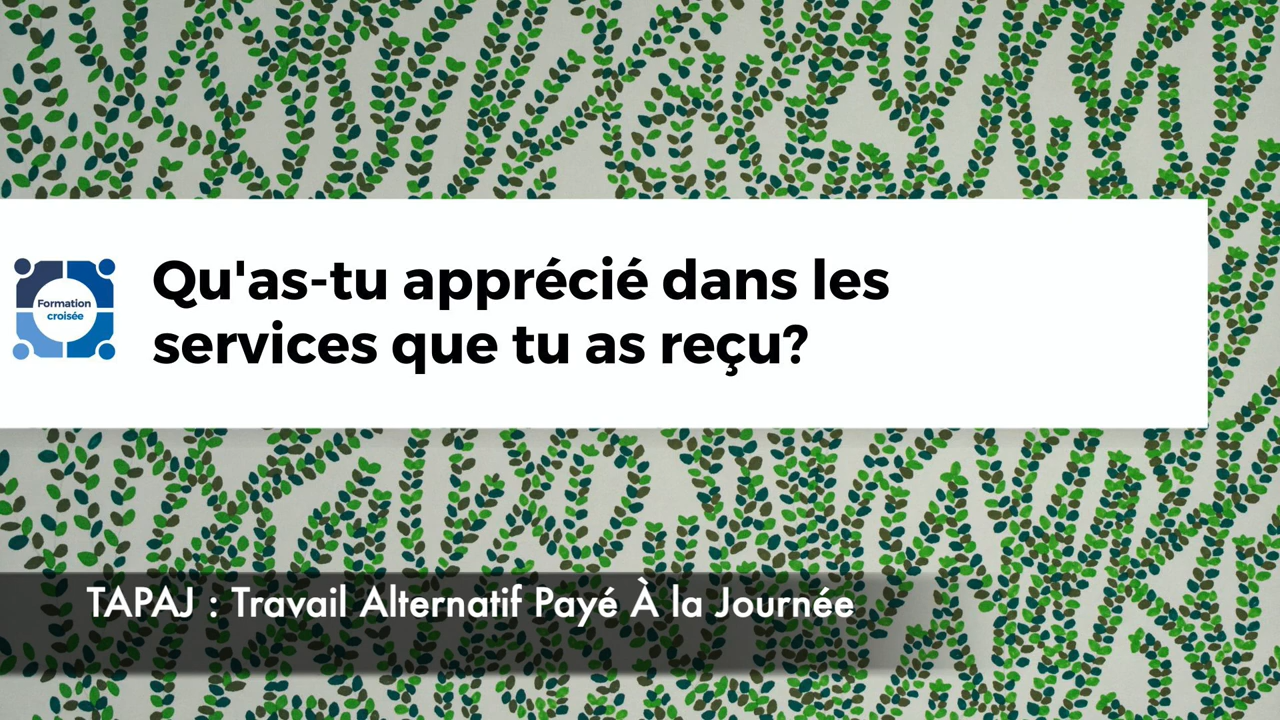 Formation
croisée
Qu'as-tu apprécié dans les
services que tu as reçu?
TAPAJ : Travail Alternatif Payé À la Journée